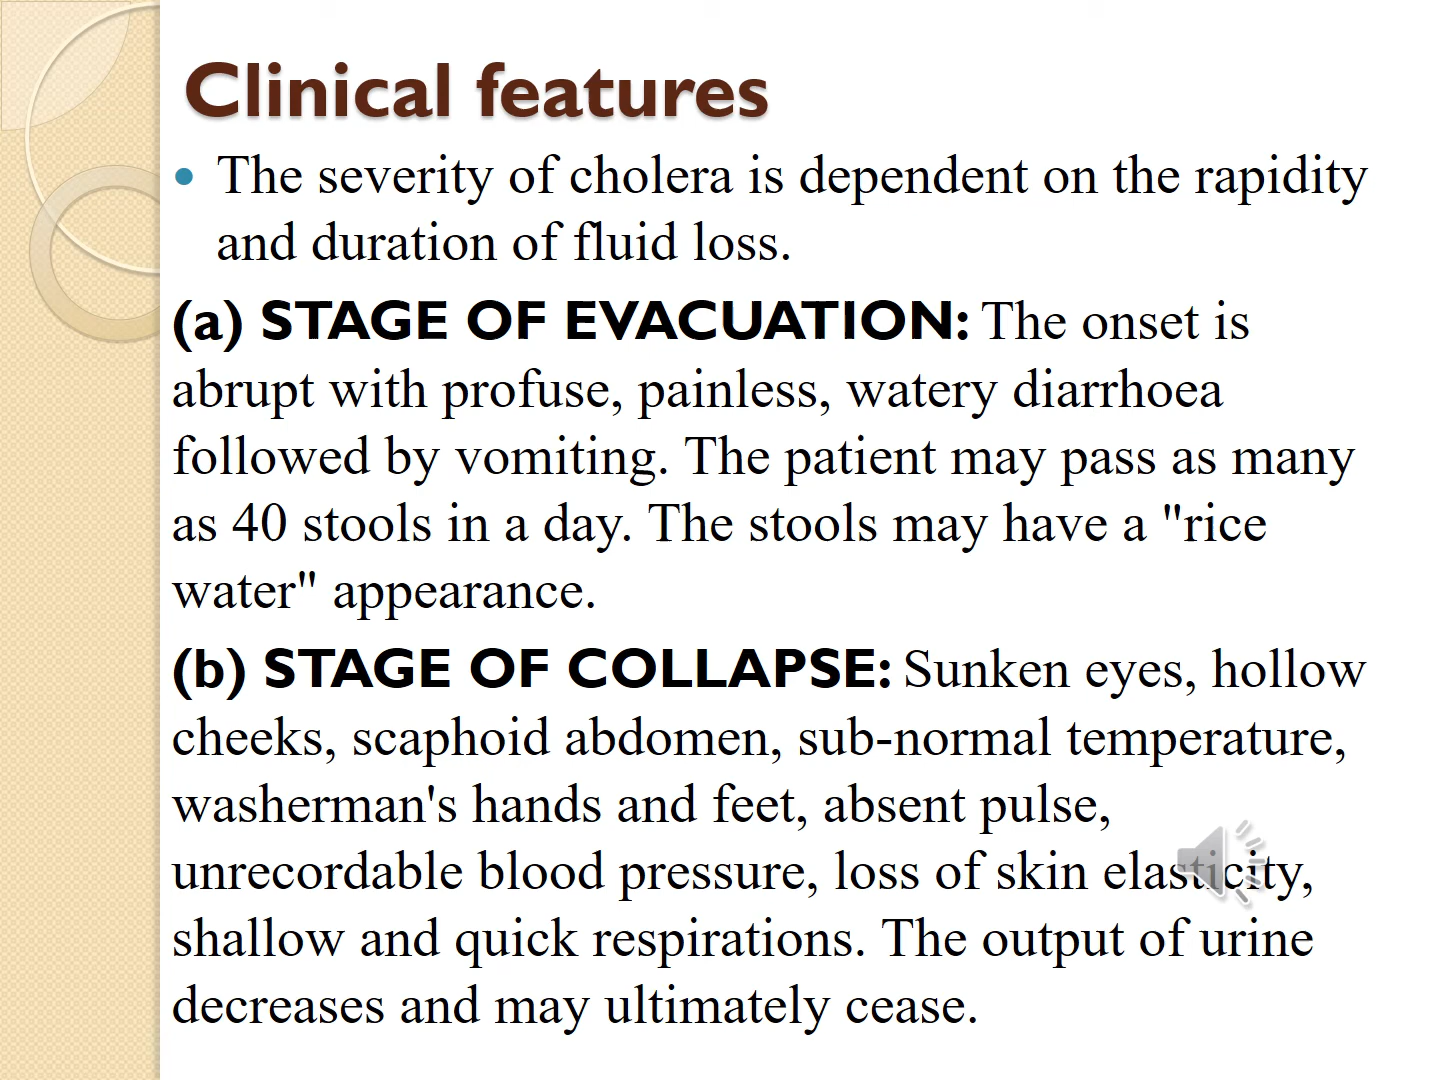 Clinical features
• The severity of cholera is dependent on the rapidity
and duration of fluid loss.
(a) STAGE OF EVACUATION: The onset is
abrupt with profuse, painless, watery diarrhoea
followed by vomiting. The patient may pass as many
as 40 stools in a day. The stools may have a "rice
water" appearance.
(b) STAGE OF COLLAPSE: Sunken eyes, hollow
cheeks, scaphoid abdomen, sub-normal temperature,
washerman's hands and feet, absent pulse,
unrecordable blood pressure, loss of skin elasticity,
shallow and quick respirations. The output of urine
decreases and may ultimately cease.